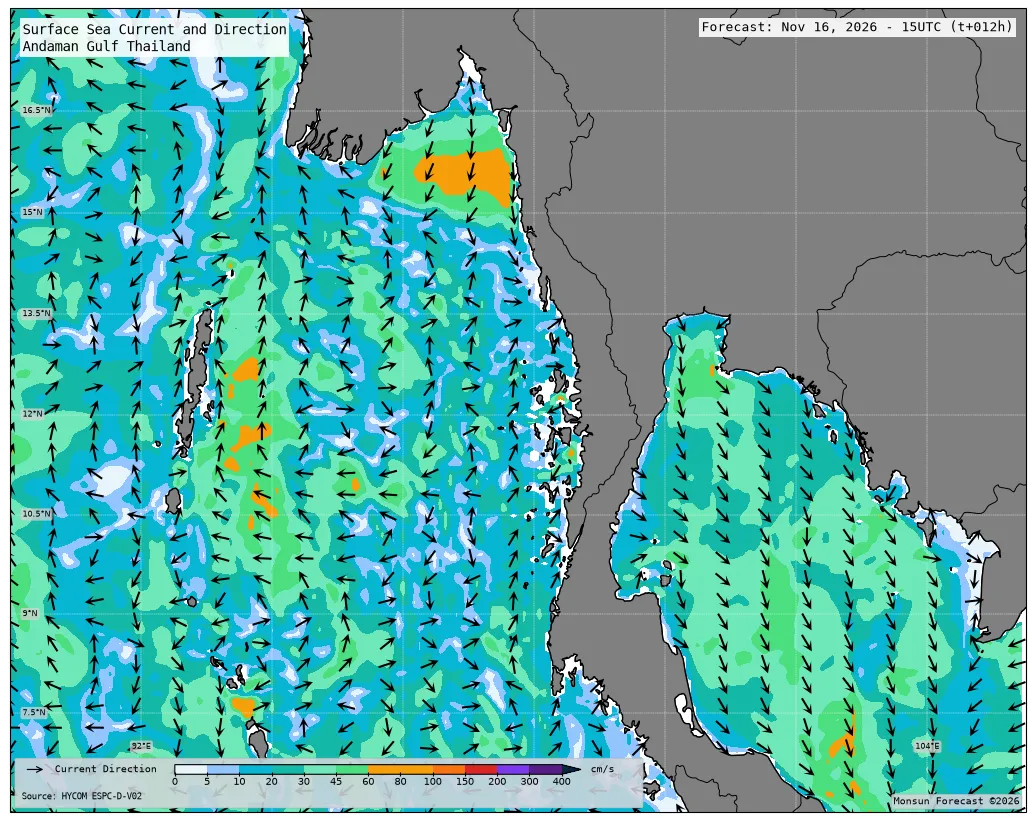 Surface Sea Current and Direction
Andaman Gulf Thailand
Forecast: Nov 16, 2026 - 15UTC (t+012h)
16.5°N
15°N
13.5°N
12°N
10.5°N
9°N
7.5°N
92°E
104°E
Current Direction
0 5 10 20 30 45 60 80 100 150 200 300 400 cm/s
Source: HYCOM ESPC-D-V02
Monsun Forecast ©2026